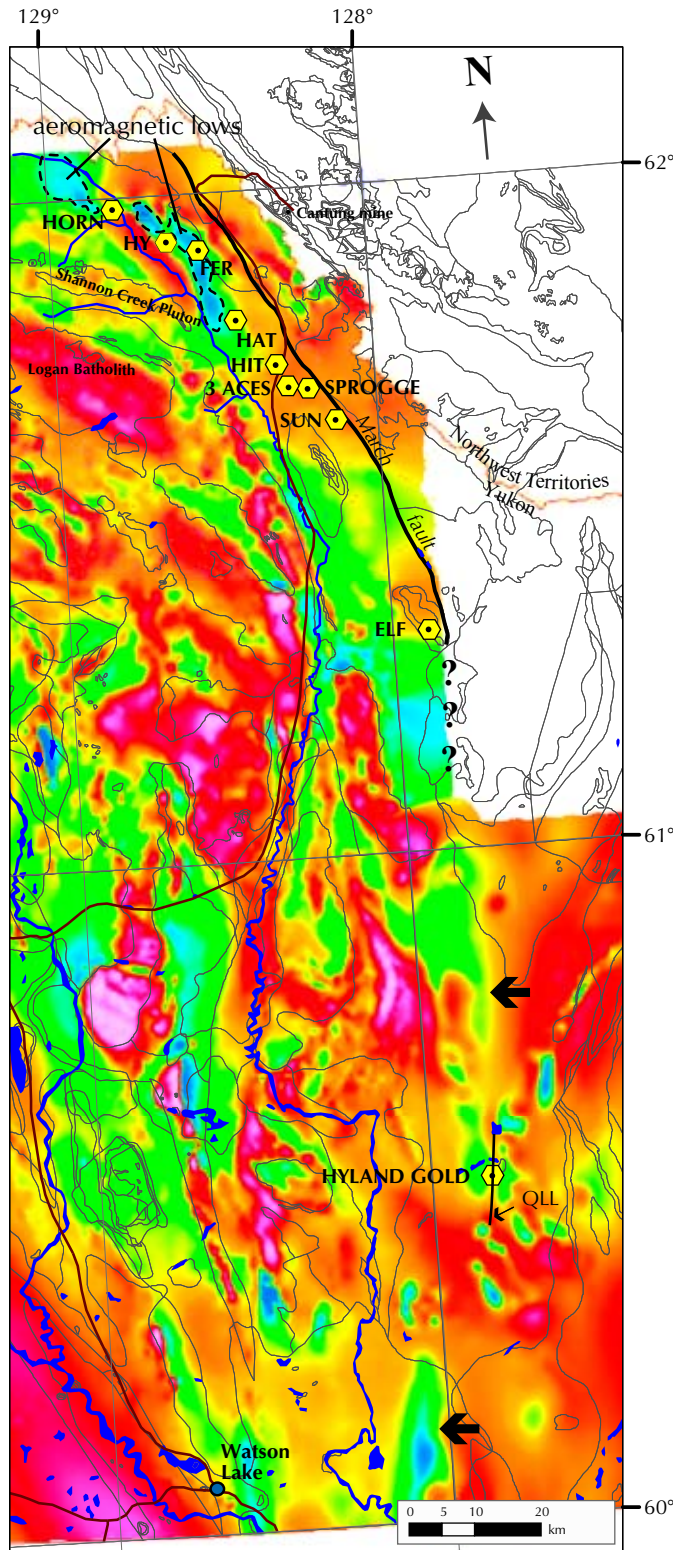 129°
128°
N
aeromagnetic lows
62°
Cantung mine
HORN
HY
FER
Shannon Creek Pluton
HAT
HIT
Logan Batholith
3 ACES
SPROGGE
SUN
March
Northwest Territories
Yukon
fault
ELF
?
?
?
61°
HYLAND GOLD
QLL
Watson
Lake
60°
0 5 10 20
km